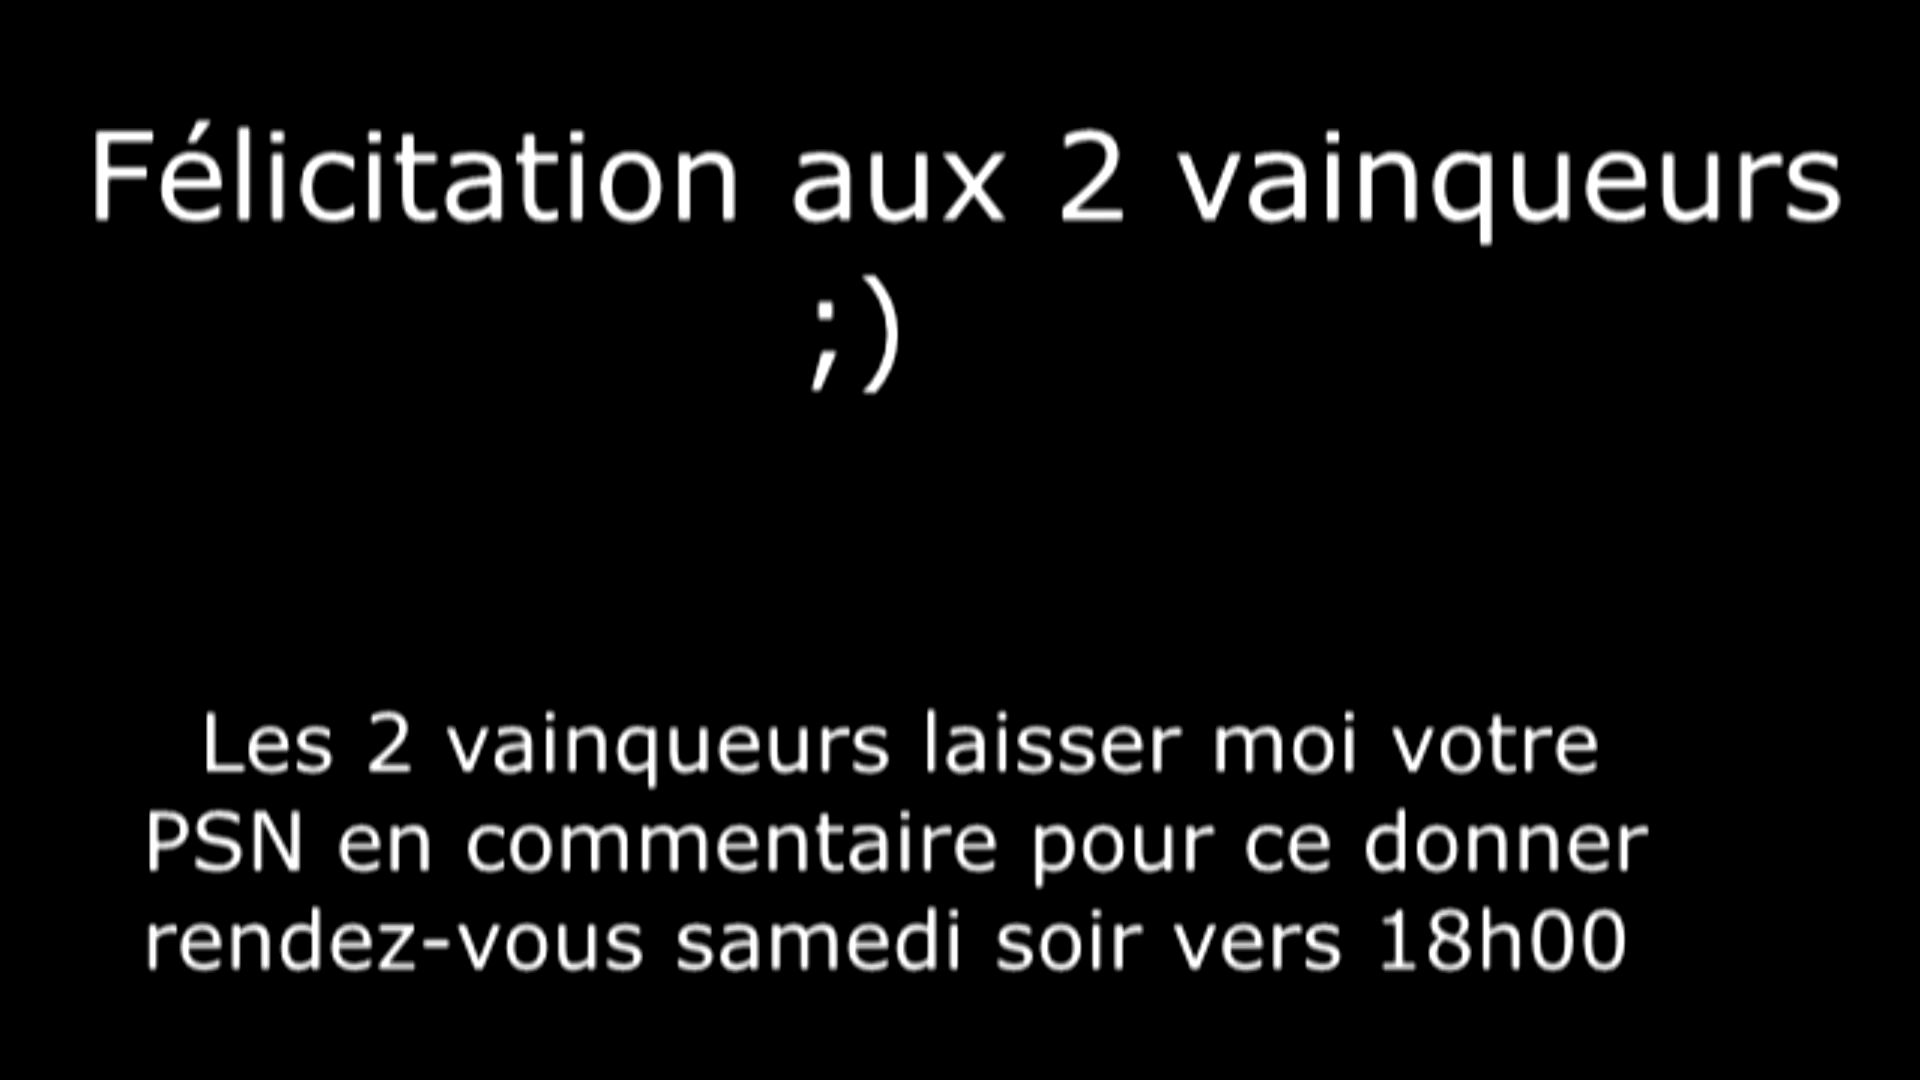 Félicitation aux 2 vainqueurs
;)
Les 2 vainqueurs laisser moi votre
PSN en commentaire pour ce donner
rendez-vous samedi soir vers 18h00